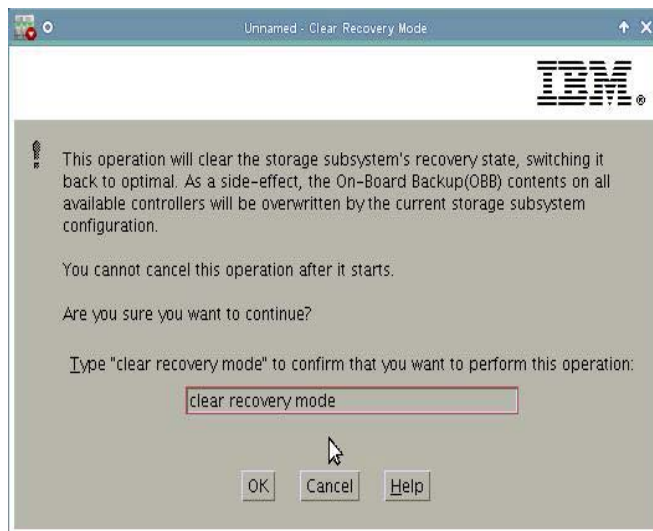 Unnamed - Clear Recovery Mode
IBM®
This operation will clear the storage subsystem's recovery state, switching it
back to optimal. As a side-effect, the On-Board Backup(OBB) contents on all
available controllers will be overwritten by the current storage subsystem
configuration.
You cannot cancel this operation after it starts.
Are you sure you want to continue?
Type "clear recovery mode" to confirm that you want to perform this operation:
clear recovery mode
OK Cancel Help